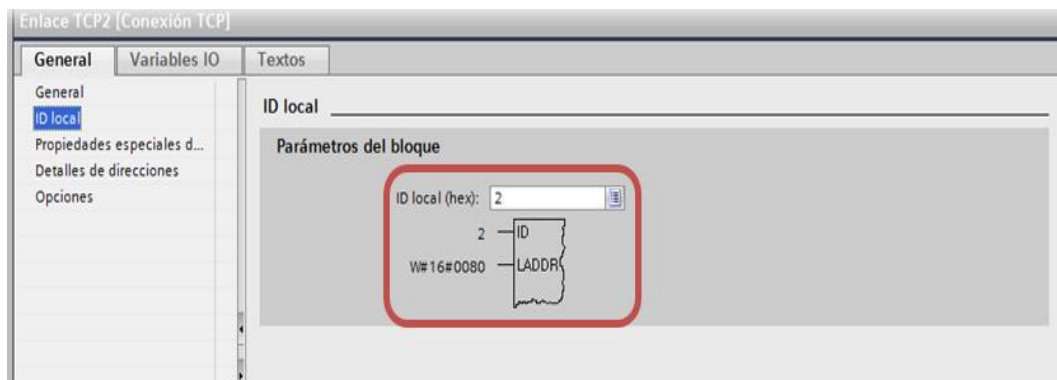 Enlace TCP2 [Conexión TCP]
General Variables IO Textos
General
ID local
Propiedades especiales d...
Detalles de direcciones
Opciones
ID local
Parámetros del bloque
ID local (hex): 2
2 ID
W#16#0080 LADDR